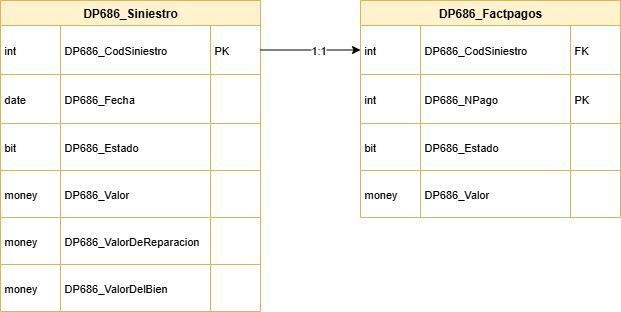 DP686_Siniestro
int DP686_CodSiniestro PK
date DP686_Fecha
bit DP686_Estado
money DP686_Valor
money DP686_ValorDeReparacion
money DP686_ValorDelBien
1:1
DP686_Factpagos
int DP686_CodSiniestro FK
int DP686_NPago PK
bit DP686_Estado
money DP686_Valor